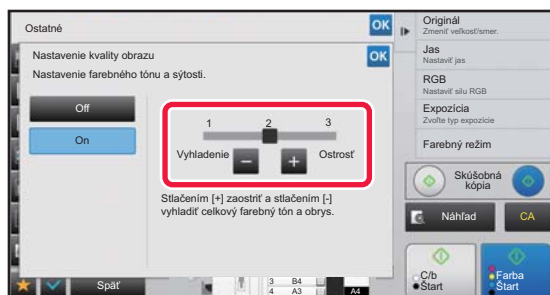 Ostatné
OK
Nastavenie kvality obrazu
OK
Nastavenie farebného tónu a sýtosti.
Off
On
1 2 3
Vyhladenie - + Ostrosť
Stlačením [+] zaostriť a stlačením [-]
vyhladiť celkový farebný tón a obrys.
Späť
3 B4
4 A3
A4
Originál
Zmeniť veľkosť/smer.
Jas
Nastaviť jas
RGB
Nastaviť silu RGB
Expozícia
Zvoľte typ expozície
Farebný režim
Skúšobná
kópia
Náhľad
CA
C/b
Štart
Farba
Štart